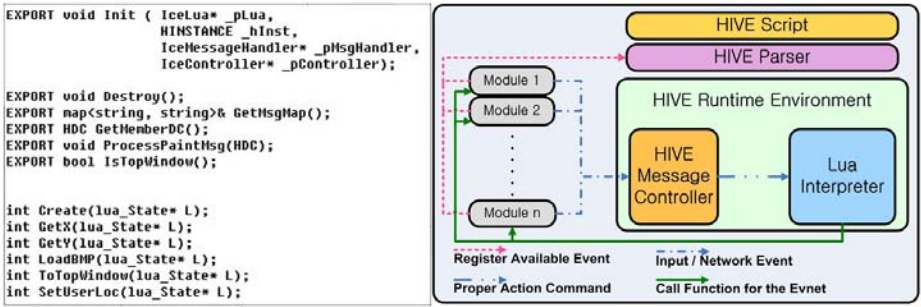 EXPORT void Init ( IceLua* _pLua,
HINSTANCE _hInst,
IceMessageHandler* _pMsgHandler,
IceController* _pController);
EXPORT void Destroy();
EXPORT map<string, string>& GetMsgMap();
EXPORT HDC GetMemberDC();
EXPORT void ProcessPaintMsg(HDC);
EXPORT bool IsTopWindow();
int Create(lua_State* L);
int GetX(lua_State* L);
int GetY(lua_State* L);
int LoadBMP(lua_State* L);
int ToTopWindow(lua_State* L);
int SetUserLoc(lua_State* L);
HIVE Script
HIVE Parser
Module 1
Module 2
Module n
HIVE Runtime Environment
HIVE
Message
Controller
Lua
Interpreter
Register Available Event
Input / Network Event
Proper Action Command
Call Function for the Evnet